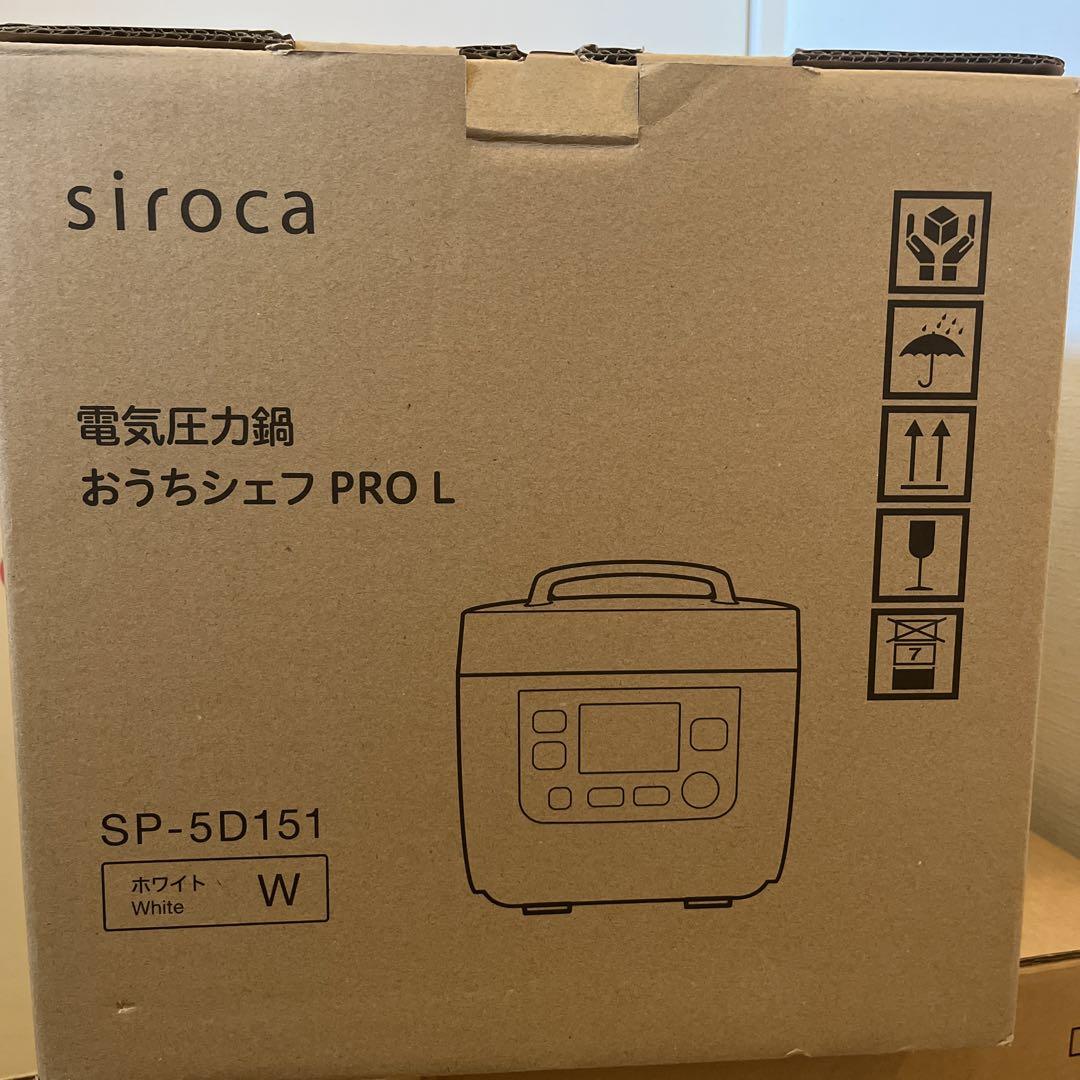 siroca
電気圧力鍋
おうちシェフ PRO L
7
SP-5D151
ホワイト
White
W